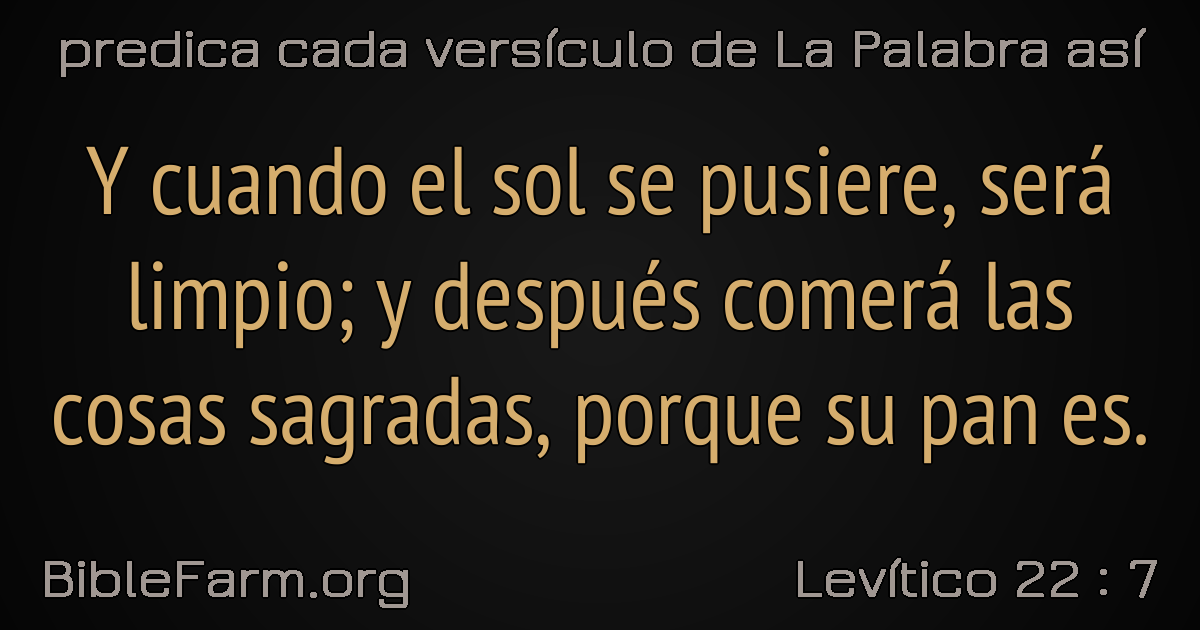 predica cada versículo de La Palabra así
Y cuando el sol se pusiere, será
limpio; y después comerá las
cosas sagradas, porque su pan es.
BibleFarm.org
Levítico 22 : 7